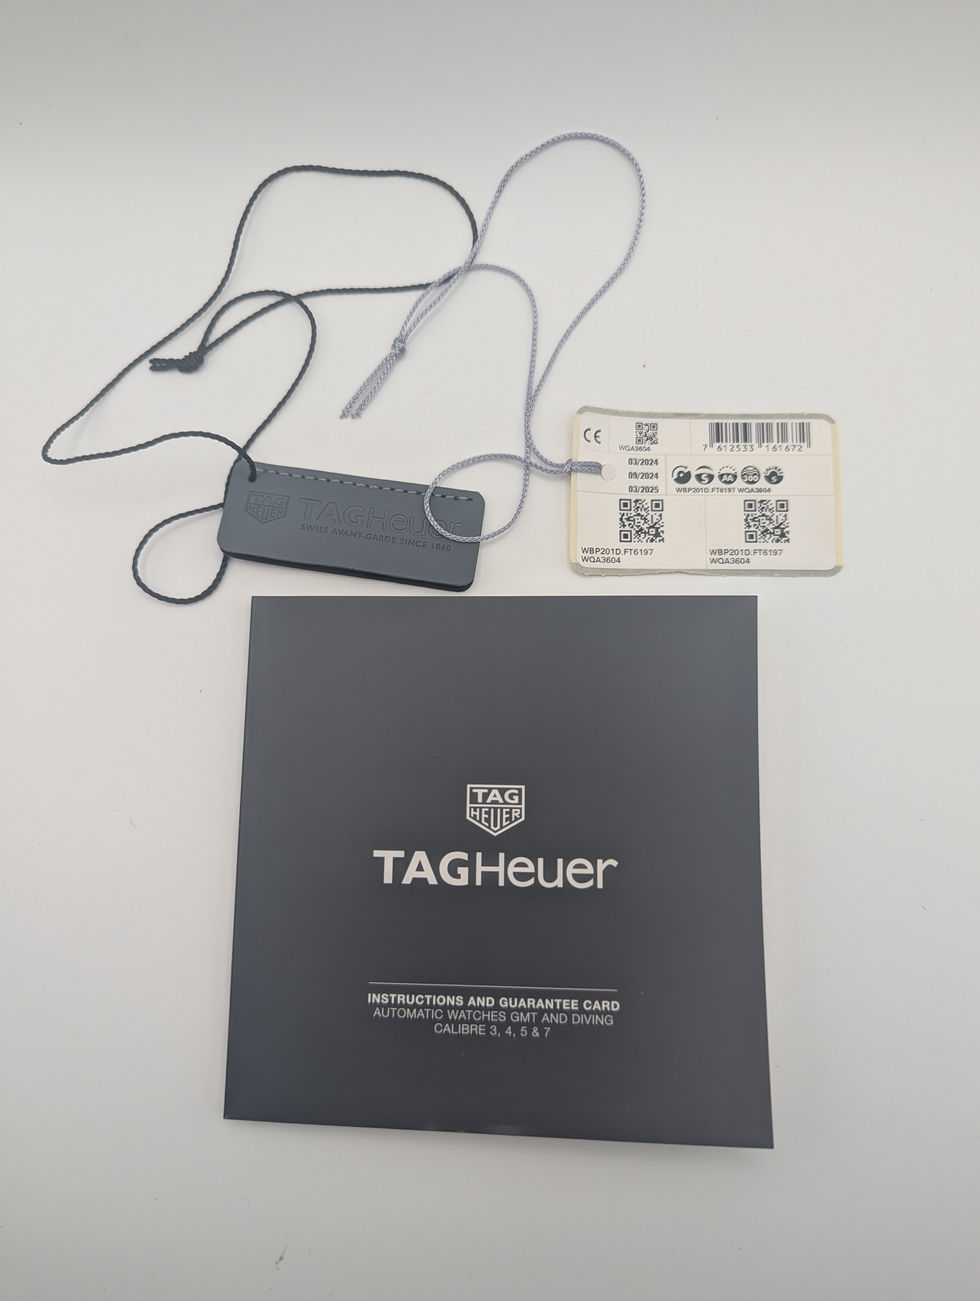 TAG
HEUER
TAGHeuer
SWISS AVANT-GARDE SINCE 1860
CE
WQA3604
7 612533 161672
03/2024
09/2024
03/2025
5
AA
300
S
WBP201D.FT6197 WQA3604
WBP201D.FT6197
WQA3604
WBP201D.FT6197
WQA3604
TAG
HEUER
TAGHeuer
INSTRUCTIONS AND GUARANTEE CARD
AUTOMATIC WATCHES GMT AND DIVING
CALIBRE 3, 4, 5 & 7